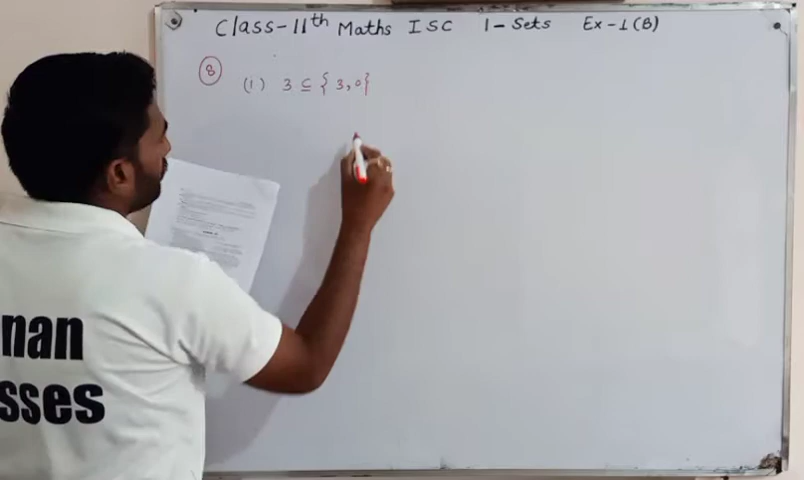 Class-11th Maths ISC 1-Sets Ex-1(B)
8
(1) 3 ⊆ {3,0}
nan
sses